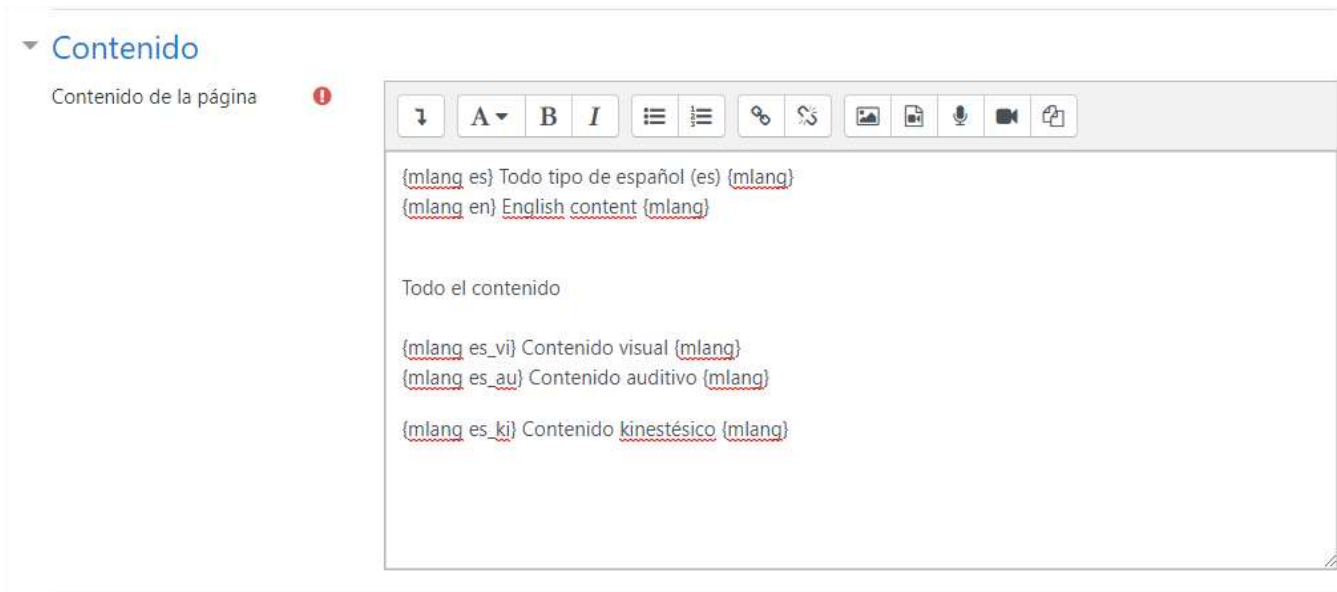 Contenido
Contenido de la página
A B I
{mlang es} Todo tipo de español (es) {mlang}
{mlang en} English content {mlang}
Todo el contenido
{mlang es_vi} Contenido visual {mlang}
{mlang es_au} Contenido auditivo {mlang}
{mlang es_ki} Contenido kinestésico {mlang}